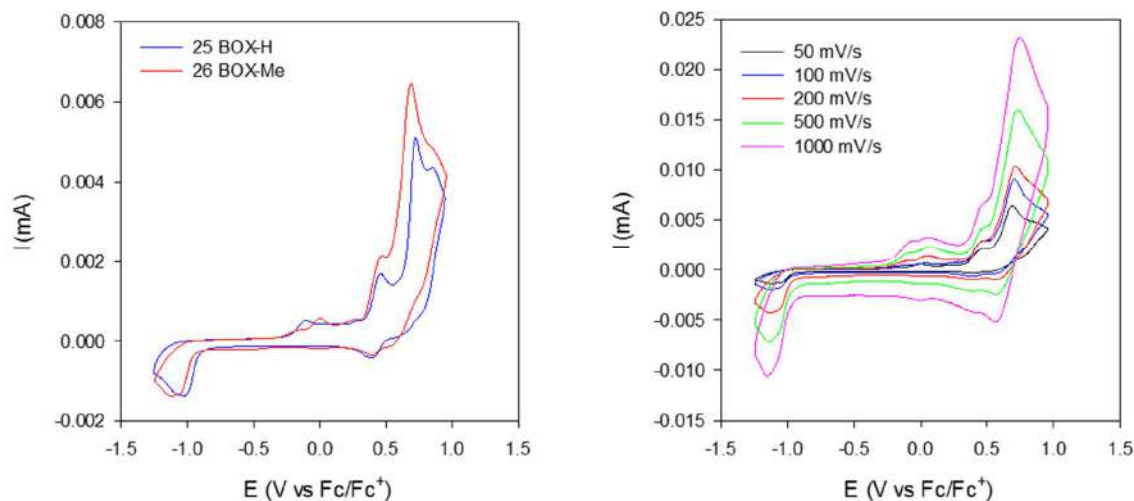 0.008
0.006
0.004
0.002
0.000
-0.002
I (mA)
25 BOX-H
26 BOX-Me
-1.5 -1.0 -0.5 0.0 0.5 1.0 1.5
E (V vs Fc/Fc⁺)
0.025
0.020
0.015
0.010
0.005
0.000
-0.005
-0.010
-0.015
I (mA)
50 mV/s
100 mV/s
200 mV/s
500 mV/s
1000 mV/s
-1.5 -1.0 -0.5 0.0 0.5 1.0 1.5
E (V vs Fc/Fc⁺)